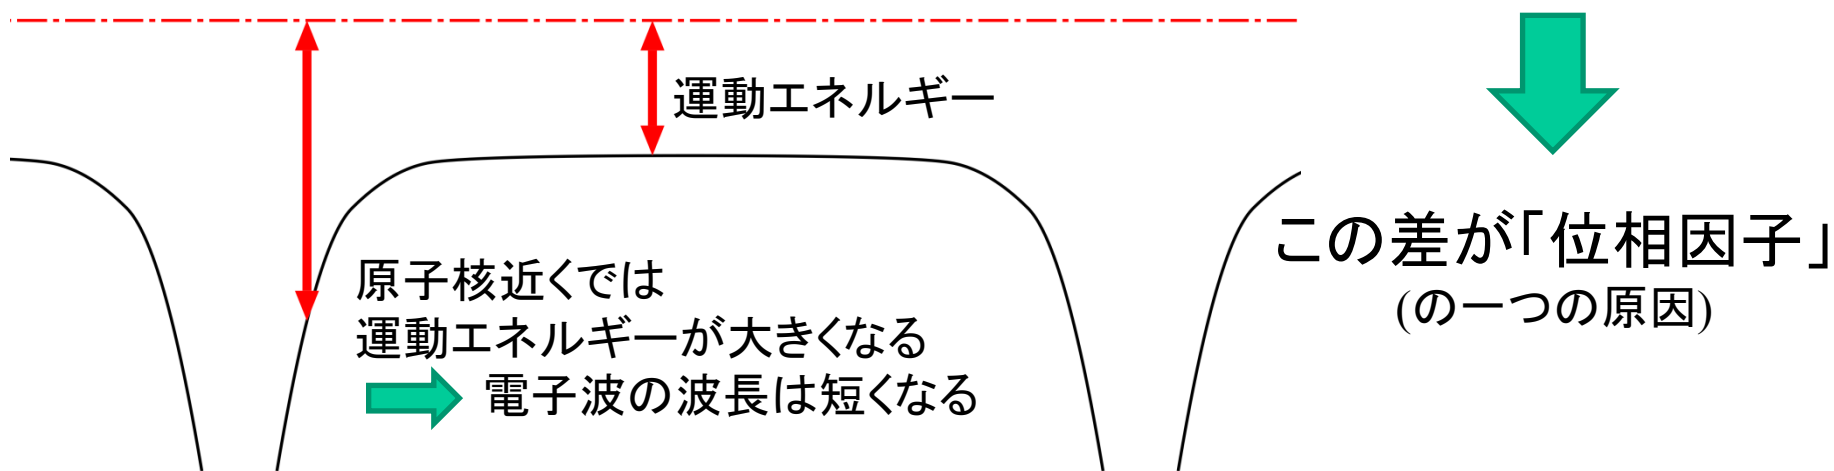 運動エネルギー
原子核近くでは
運動エネルギーが大きくなる
電子波の波長は短くなる
この差が「位相因子」
(の一つの原因)